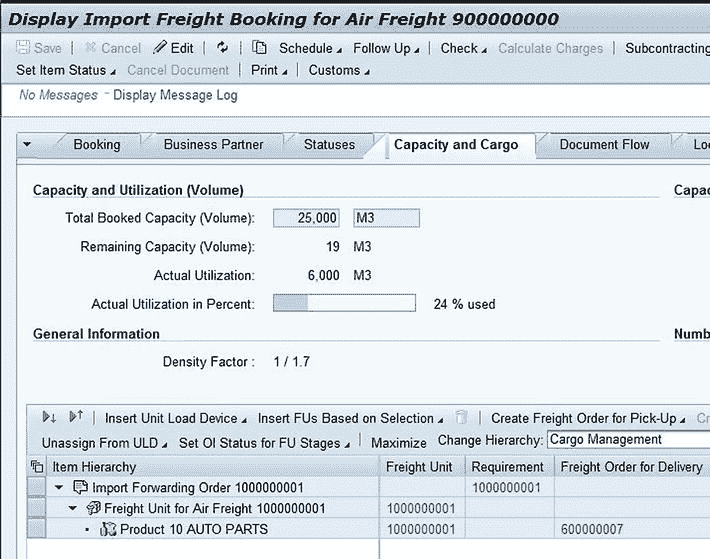 Display Import Freight Booking for Air Freight 900000000
Save Cancel Edit Schedule Follow Up Check Calculate Charges Subcontracting
Set Item Status Cancel Document Print Customs
No Messages - Display Message Log
Booking Business Partner Statuses Capacity and Cargo Document Flow Lo
Capacity and Utilization (Volume) Capac
Total Booked Capacity (Volume): 25,000 M3
Remaining Capacity (Volume): 19 M3
Actual Utilization: 6,000 M3
Actual Utilization in Percent: 24 % used
General Information Numb
Density Factor : 1 / 1.7
Insert Unit Load Device Insert FUs Based on Selection Create Freight Order for Pick-Up Cr
Unassign From ULD Set OI Status for FU Stages Maximize Change Hierarchy: Cargo Management
Item Hierarchy Freight Unit Requirement Freight Order for Delivery
Import Forwarding Order 1000000001 1000000001
Freight Unit for Air Freight 1000000001 1000000001
Product 10 AUTO PARTS 1000000001 600000007